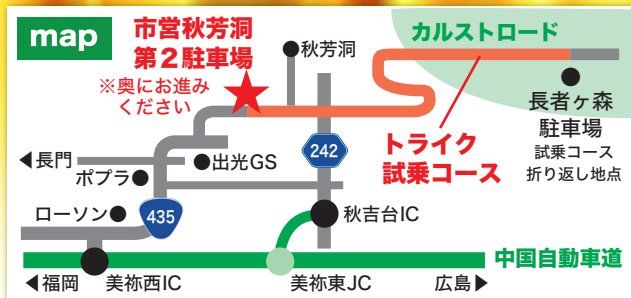 map
市営秋芳洞
第2駐車場
※奥にお進み
ください
秋芳洞
カルストロード
長者ヶ森
駐車場
試乗コース
折り返し地点
トライク
試乗コース
242
◀長門
出光GS
ポプラ
ローソン
435
秋吉台IC
中国自動車道
◀福岡
美祢西IC
美祢東JC
広島▶